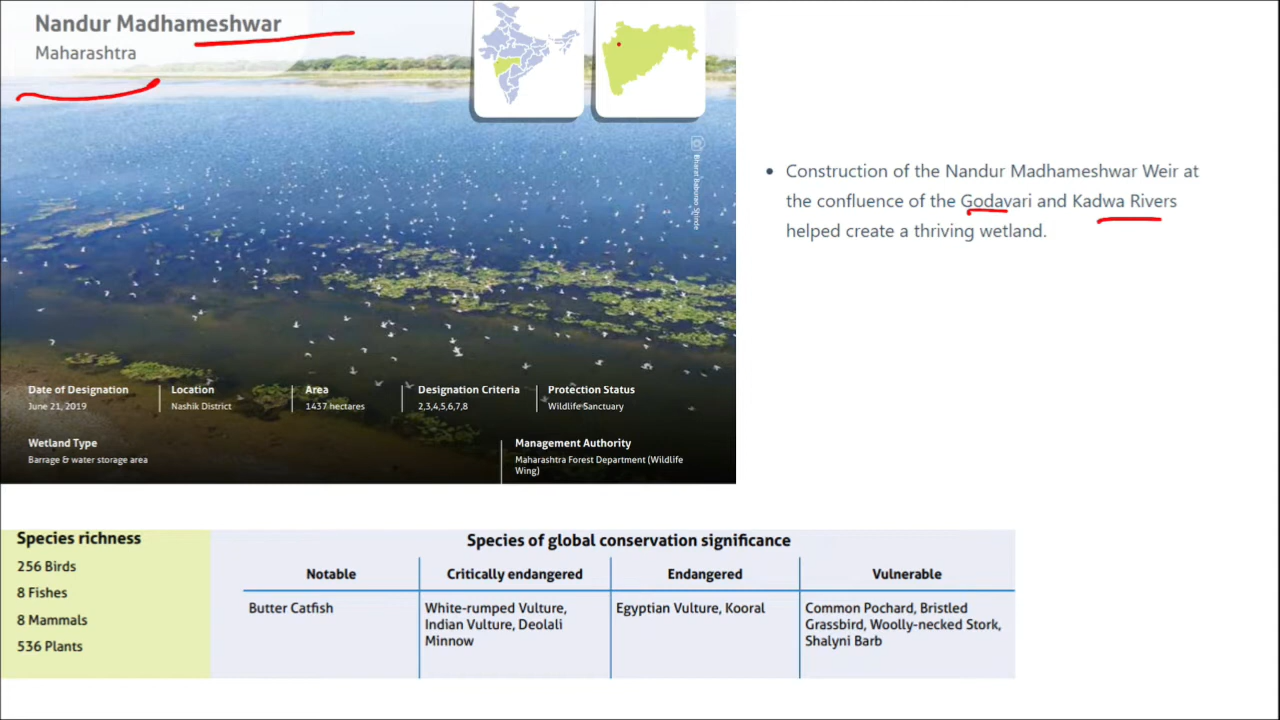 Nandur Madhameshwar
Maharashtra
Bharat Baburao Shinde
Date of Designation
June 21, 2019
Location
Nashik District
Area
1437 hectares
Designation Criteria
2,3,4,5,6,7,8
Protection Status
Wildlife Sanctuary
Wetland Type
Barrage & water storage area
Management Authority
Maharashtra Forest Department (Wildlife
Wing)
• Construction of the Nandur Madhameshwar Weir at
the confluence of the Godavari and Kadwa Rivers
helped create a thriving wetland.
Species richness
256 Birds
8 Fishes
8 Mammals
536 Plants
Species of global conservation significance
Notable
Critically endangered
Endangered
Vulnerable
Butter Catfish
White-rumped Vulture,
Indian Vulture, Deolali
Minnow
Egyptian Vulture, Kooral
Common Pochard, Bristled
Grassbird, Woolly-necked Stork,
Shalyni Barb